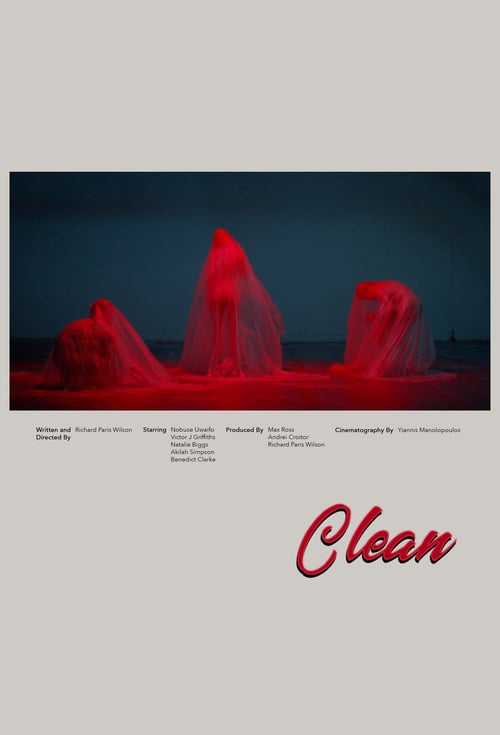 Written and Directed By Richard Paris Wilson
Starring Nobuse Uwaifo
Victor J Griffiths
Natalie Biggs
Akilah Simpson
Benedict Clarke
Produced By Max Ross
Andrei Croitor
Richard Paris Wilson
Cinematography By Yiannis Manolopoulos
Clean